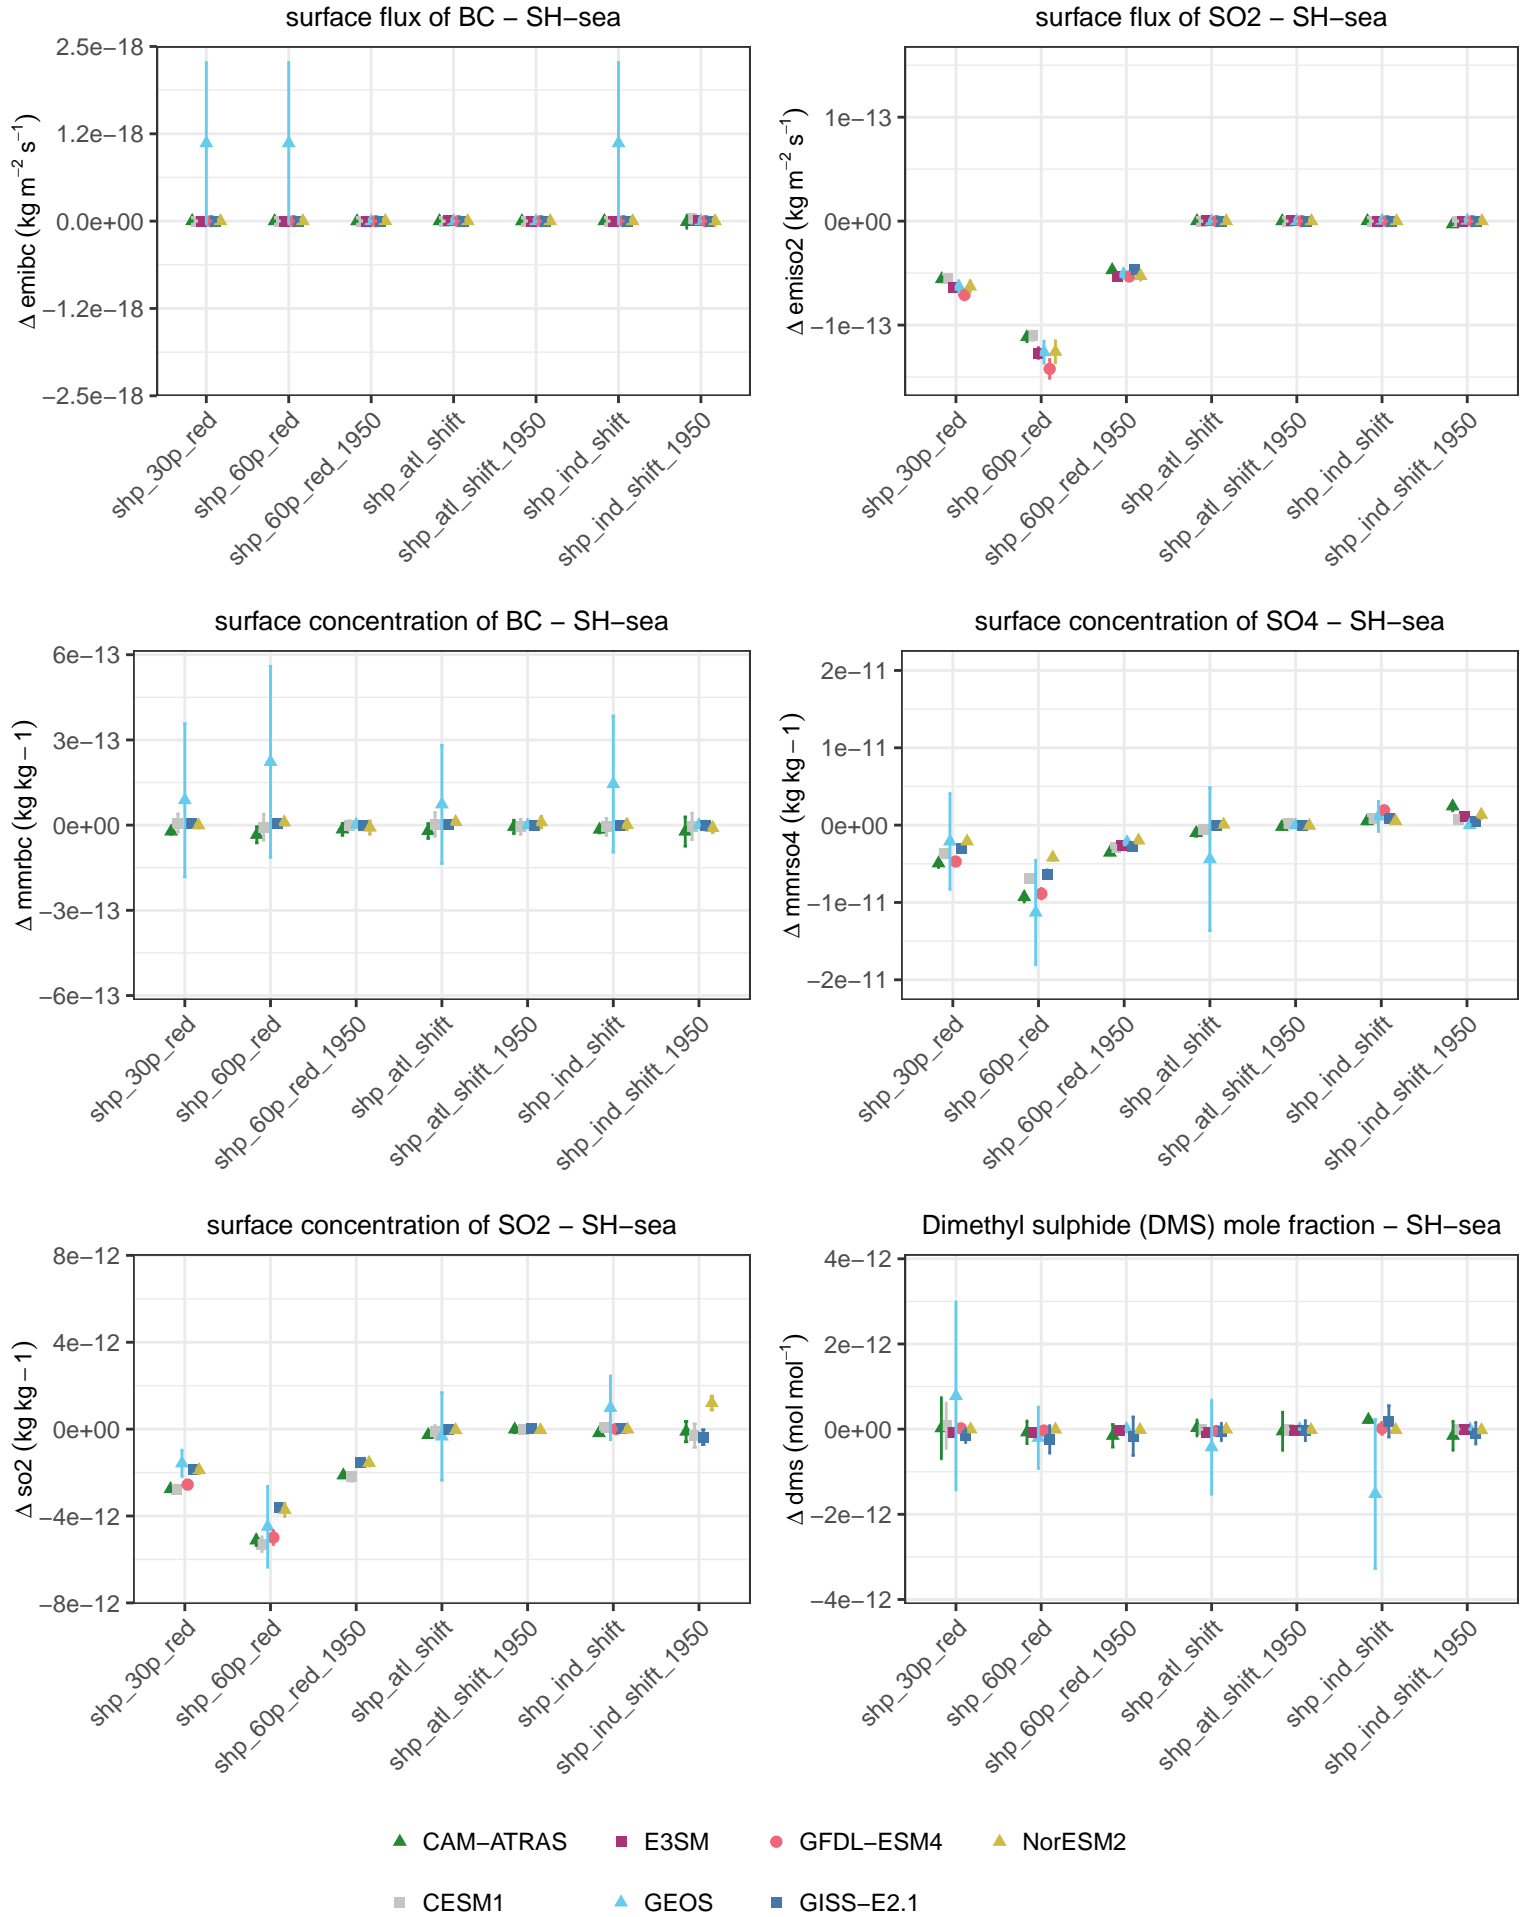 surface flux of BC − SH−sea
2.5e−18
1.2e−18
0.0e+00
−1.2e−18
−2.5e−18
Δ emibc (kg m⁻² s⁻¹)
shp_30p_red
shp_60p_red
shp_60p_red_1950
shp_atl_shift
shp_atl_shift_1950
shp_ind_shift
shp_ind_shift_1950
surface flux of SO2 − SH−sea
1e−13
0e+00
−1e−13
Δ emiso2 (kg m⁻² s⁻¹)
shp_30p_red
shp_60p_red
shp_60p_red_1950
shp_atl_shift
shp_atl_shift_1950
shp_ind_shift
shp_ind_shift_1950
surface concentration of BC − SH−sea
6e−13
3e−13
0e+00
−3e−13
−6e−13
Δ mmrbc (kg kg − 1)
shp_30p_red
shp_60p_red
shp_60p_red_1950
shp_atl_shift
shp_atl_shift_1950
shp_ind_shift
shp_ind_shift_1950
surface concentration of SO4 − SH−sea
2e−11
1e−11
0e+00
−1e−11
−2e−11
Δ mmrso4 (kg kg − 1)
shp_30p_red
shp_60p_red
shp_60p_red_1950
shp_atl_shift
shp_atl_shift_1950
shp_ind_shift
shp_ind_shift_1950
surface concentration of SO2 − SH−sea
8e−12
4e−12
0e+00
−4e−12
−8e−12
Δ so2 (kg kg − 1)
shp_30p_red
shp_60p_red
shp_60p_red_1950
shp_atl_shift
shp_atl_shift_1950
shp_ind_shift
shp_ind_shift_1950
Dimethyl sulphide (DMS) mole fraction − SH−sea
4e−12
2e−12
0e+00
−2e−12
−4e−12
Δ dms (mol mol⁻¹)
shp_30p_red
shp_60p_red
shp_60p_red_1950
shp_atl_shift
shp_atl_shift_1950
shp_ind_shift
shp_ind_shift_1950
CAM−ATRAS E3SM GFDL−ESM4 NorESM2
CESM1 GEOS GISS−E2.1